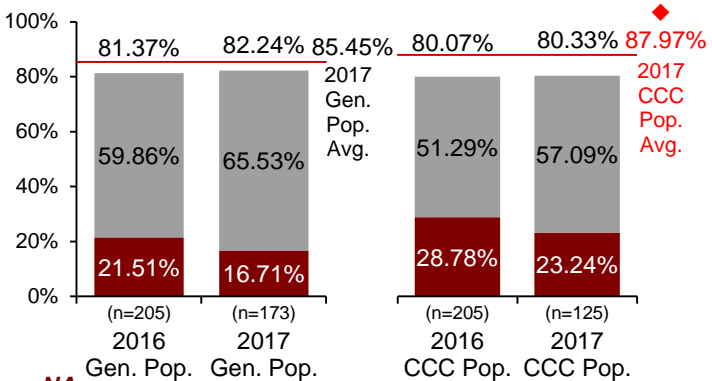 100%
80%
60%
40%
20%
0%
81.37% 82.24% 85.45% 80.07% 80.33% 87.97%
2017
Gen.
Pop.
Avg.
2017
CCC
Pop.
Avg.
59.86% 65.53% 51.29% 57.09%
21.51% 16.71% 28.78% 23.24%
(n=205) (n=173) (n=205) (n=125)
2016 2017 2016 2017
Gen. Pop. Gen. Pop. CCC Pop. CCC Pop.